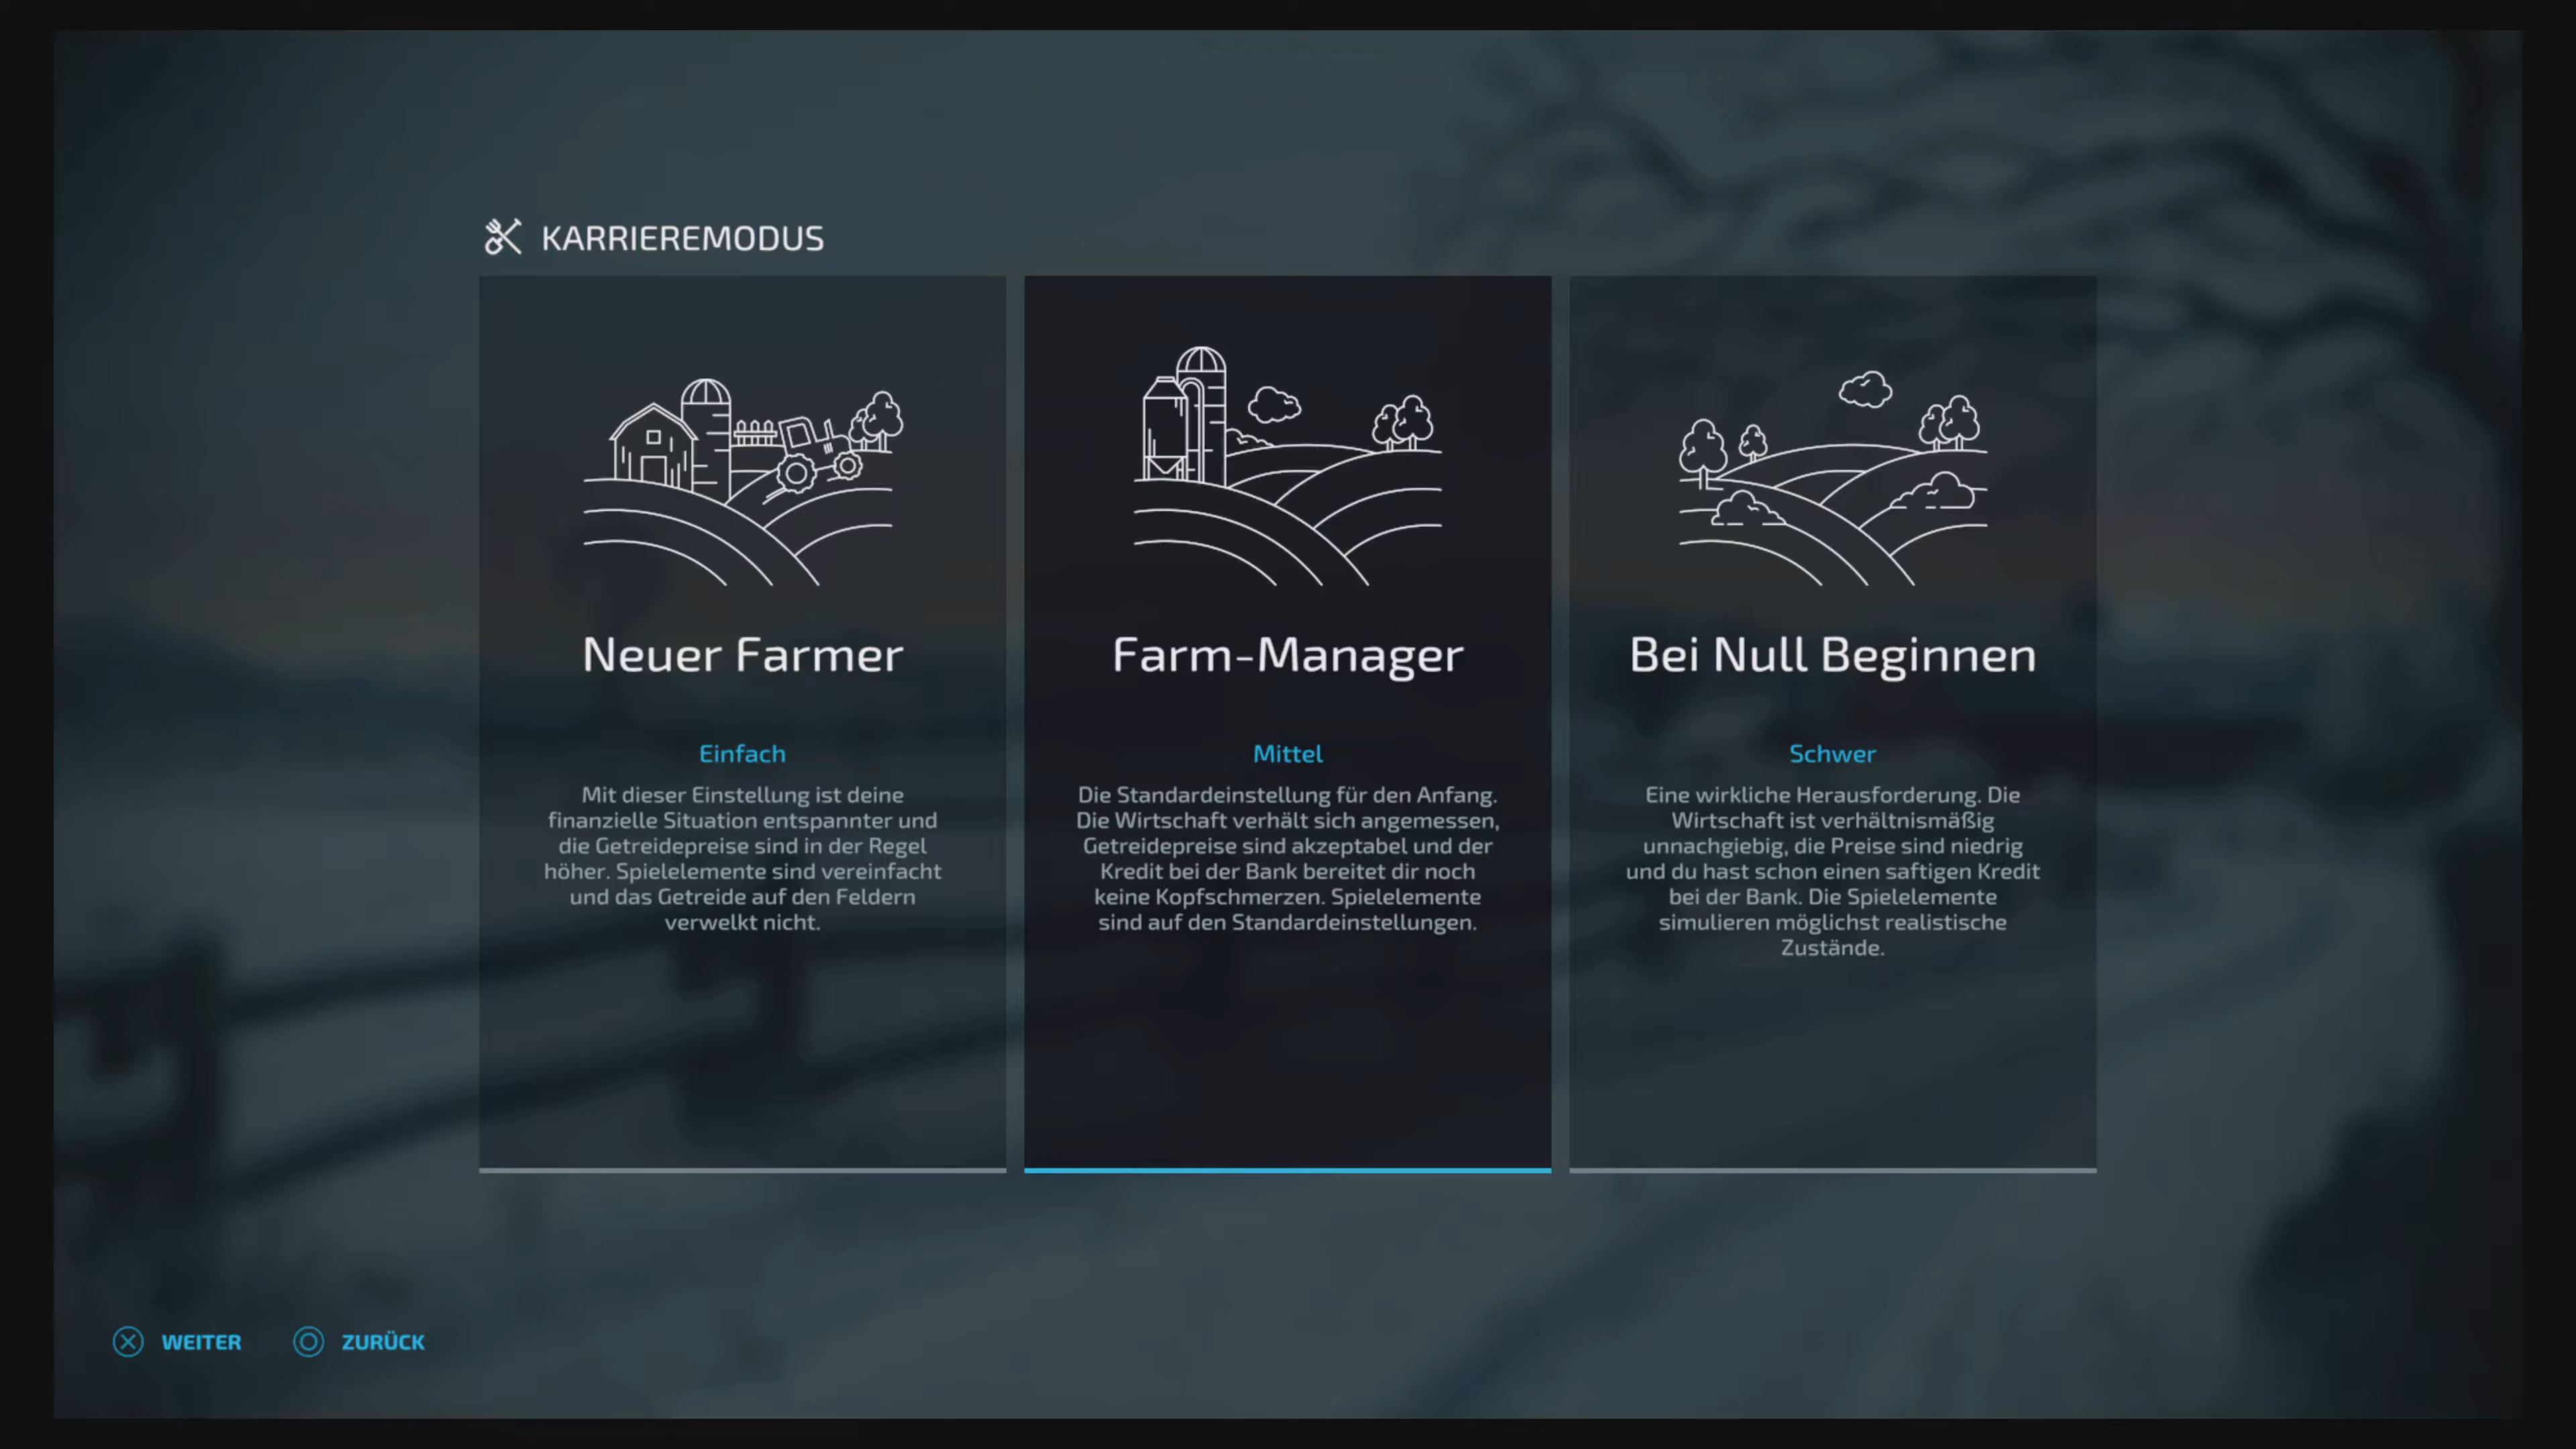 KARRIEREMODUS
Neuer Farmer
Einfach
Mit dieser Einstellung ist deine
finanzielle Situation entspannter und
die Getreidepreise sind in der Regel
höher. Spielelemente sind vereinfacht
und das Getreide auf den Feldern
verwelkt nicht.
Farm-Manager
Mittel
Die Standardeinstellung für den Anfang.
Die Wirtschaft verhält sich angemessen,
Getreidepreise sind akzeptabel und der
Kredit bei der Bank bereitet dir noch
keine Kopfschmerzen. Spielelemente
sind auf den Standardeinstellungen.
Bei Null Beginnen
Schwer
Eine wirkliche Herausforderung. Die
Wirtschaft ist verhältnismäßig
unnachgiebig, die Preise sind niedrig
und du hast schon einen saftigen Kredit
bei der Bank. Die Spielelemente
simulieren möglichst realistische
Zustände.
WEITER
ZURÜCK